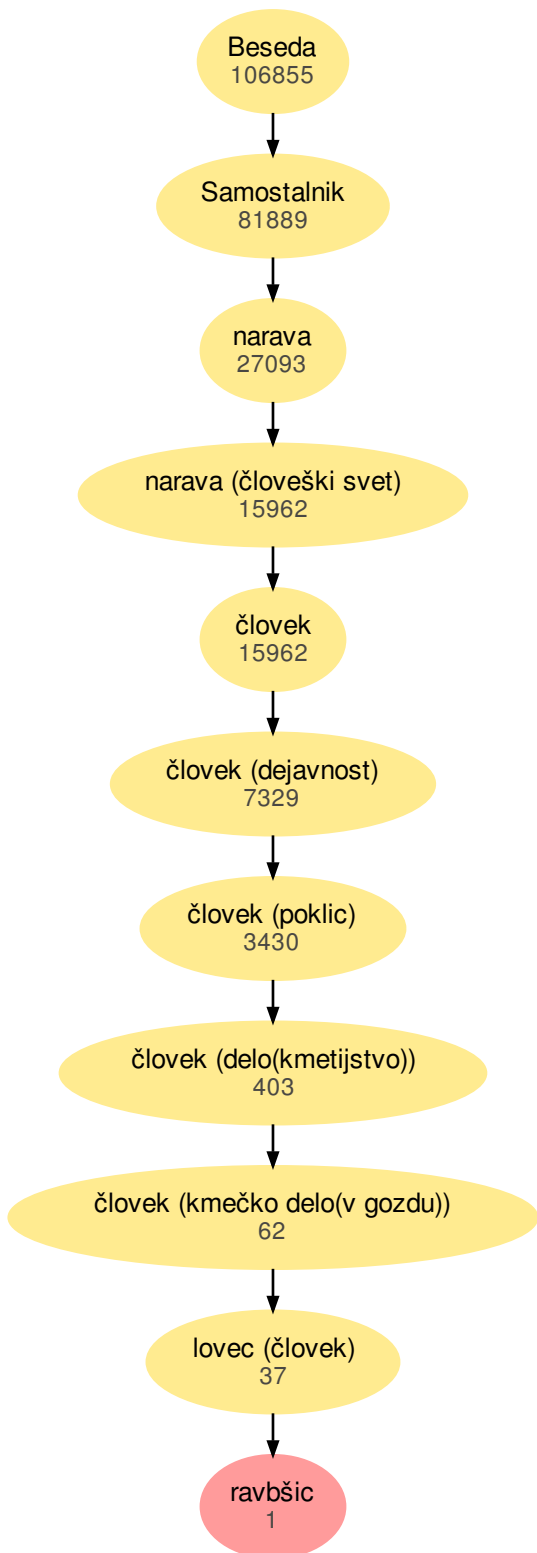 Beseda
106855
Samostalnik
81889
narava
27093
narava (človeški svet)
15962
človek
15962
človek (dejavnost)
7329
človek (poklic)
3430
človek (delo(kmetijstvo))
403
človek (kmečko delo(v gozdu))
62
lovec (človek)
37
ravbšic
1